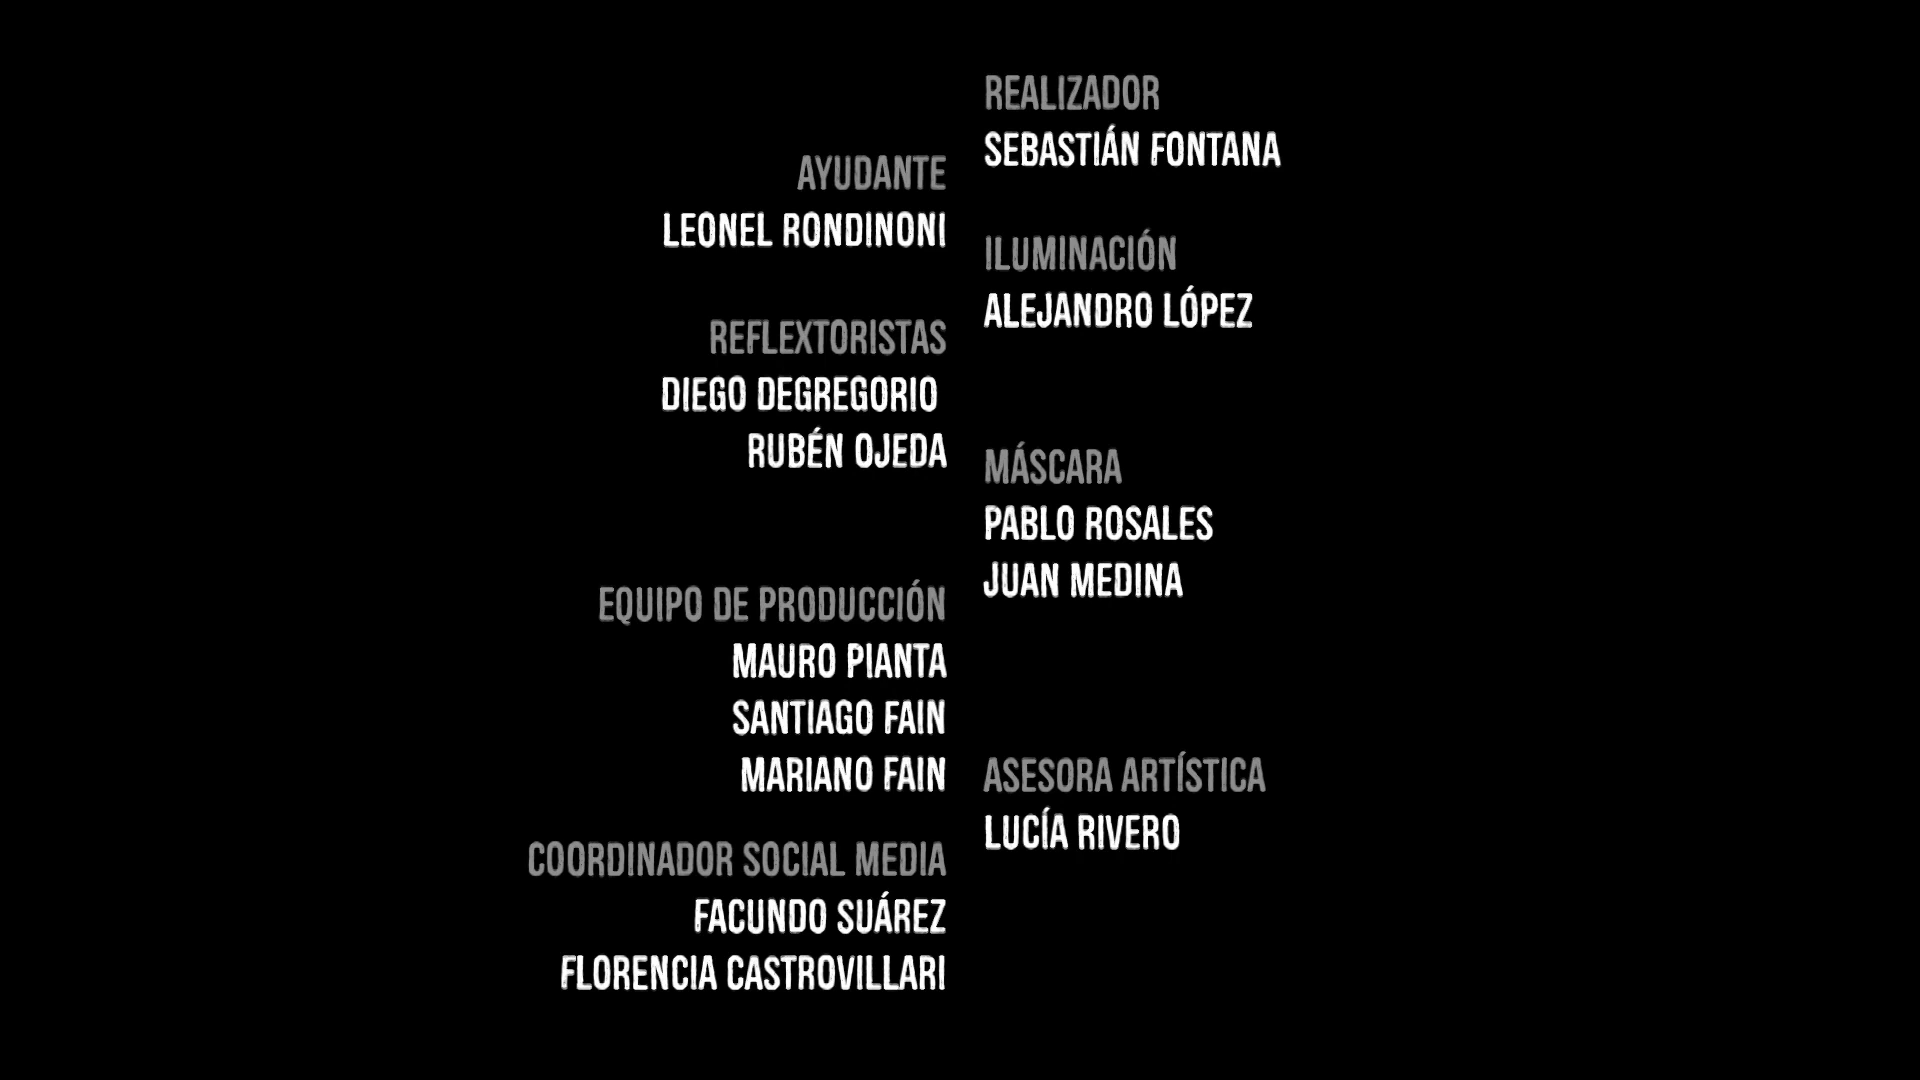 REALIZADOR
SEBASTIÁN FONTANA
AYUDANTE
LEONEL RONDINONI
ILUMINACIÓN
ALEJANDRO LÓPEZ
REFLEXTORISTAS
DIEGO DEGREGORIO
RUBÉN OJEDA
MÁSCARA
PABLO ROSALES
JUAN MEDINA
EQUIPO DE PRODUCCIÓN
MAURO PIANTA
SANTIAGO FAIN
MARIANO FAIN
ASESORA ARTÍSTICA
LUCÍA RIVERO
COORDINADOR SOCIAL MEDIA
FACUNDO SUÁREZ
FLORENCIA CASTROVILLARI